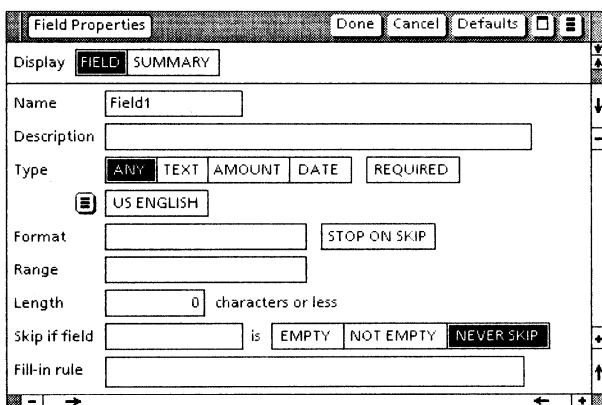 Field Properties Done Cancel Defaults
Display FIELD SUMMARY
Name Field1
Description
Type ANY TEXT AMOUNT DATE REQUIRED
US ENGLISH
Format STOP ON SKIP
Range
Length 0 characters or less
Skip if field is EMPTY NOT EMPTY NEVER SKIP
Fill-in rule